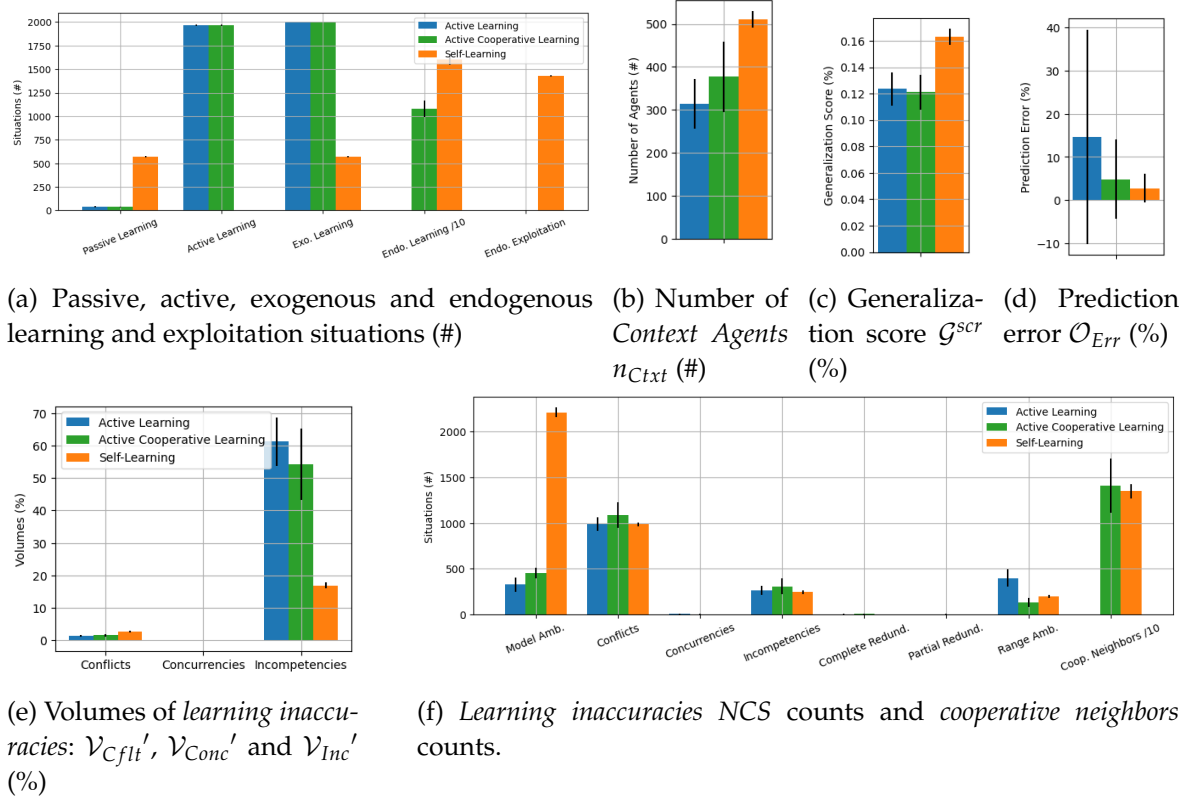 2000
1750
1500
1250
1000
750
500
250
0
Situations (#)
Active Learning
Active Cooperative Learning
Self-Learning
Passive Learning
Active Learning
Exo. Learning
Endo. Learning /10
Endo. Exploitation
500
400
300
200
100
0
Number of Agents (#)
0.16
0.14
0.12
0.10
0.08
0.06
0.04
0.02
0.00
Generalization Score (%)
40
30
20
10
0
−10
Prediction Error (%)
(a) Passive, active, exogenous and endogenous
learning and exploitation situations (#)
(b) Number of
Context Agents
n_Ctxt (#)
(c) Generaliza-
tion score 𝒢^scr
(%)
(d) Prediction
error 𝒪_Err (%)
70
60
50
40
30
20
10
0
Volumes (%)
Active Learning
Active Cooperative Learning
Self-Learning
Conflicts
Concurrencies
Incompetencies
2000
1500
1000
500
0
Situations (#)
Active Learning
Active Cooperative Learning
Self-Learning
Model Amb.
Conflicts
Concurrencies
Incompetencies
Complete Redund.
Partial Redund.
Range Amb.
Coop. Neighbors /10
(e) Volumes of learning inaccu-
racies: 𝒱_Cflt′, 𝒱_Conc′ and 𝒱_Inc′
(%)
(f) Learning inaccuracies NCS counts and cooperative neighbors
counts.